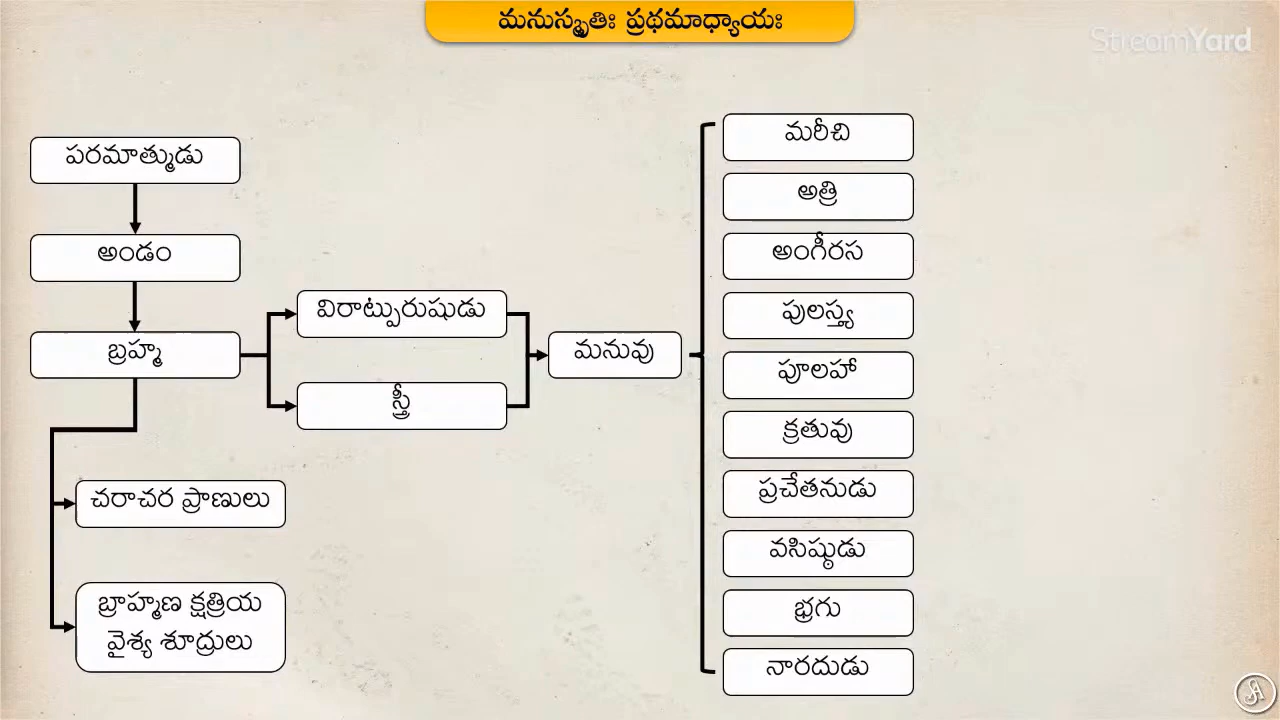 మనుస్మృతిః ప్రథమాధ్యాయః
StreamYard
పరమాత్ముడు
అండం
బ్రహ్మ
విరాట్పురుషుడు
స్త్రీ
మనువు
చరాచర ప్రాణులు
బ్రాహ్మణ క్షత్రియ
వైశ్య శూద్రులు
మరీచి
అత్రి
అంగీరస
పులస్త్య
పూలహా
క్రతువు
ప్రచేతనుడు
వసిష్ఠుడు
భ్రగు
నారదుడు